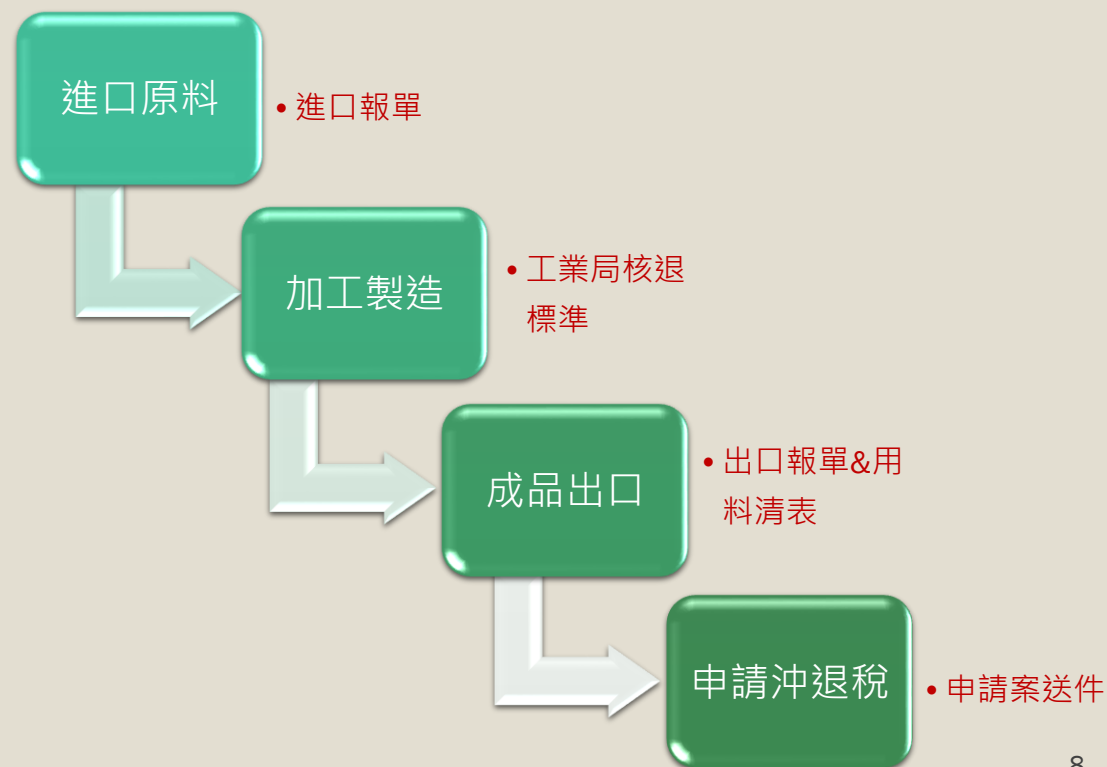 進口原料
• 進口報單
加工製造
• 工業局核退
標準
成品出口
• 出口報單&用
料清表
申請沖退稅
• 申請案送件
8